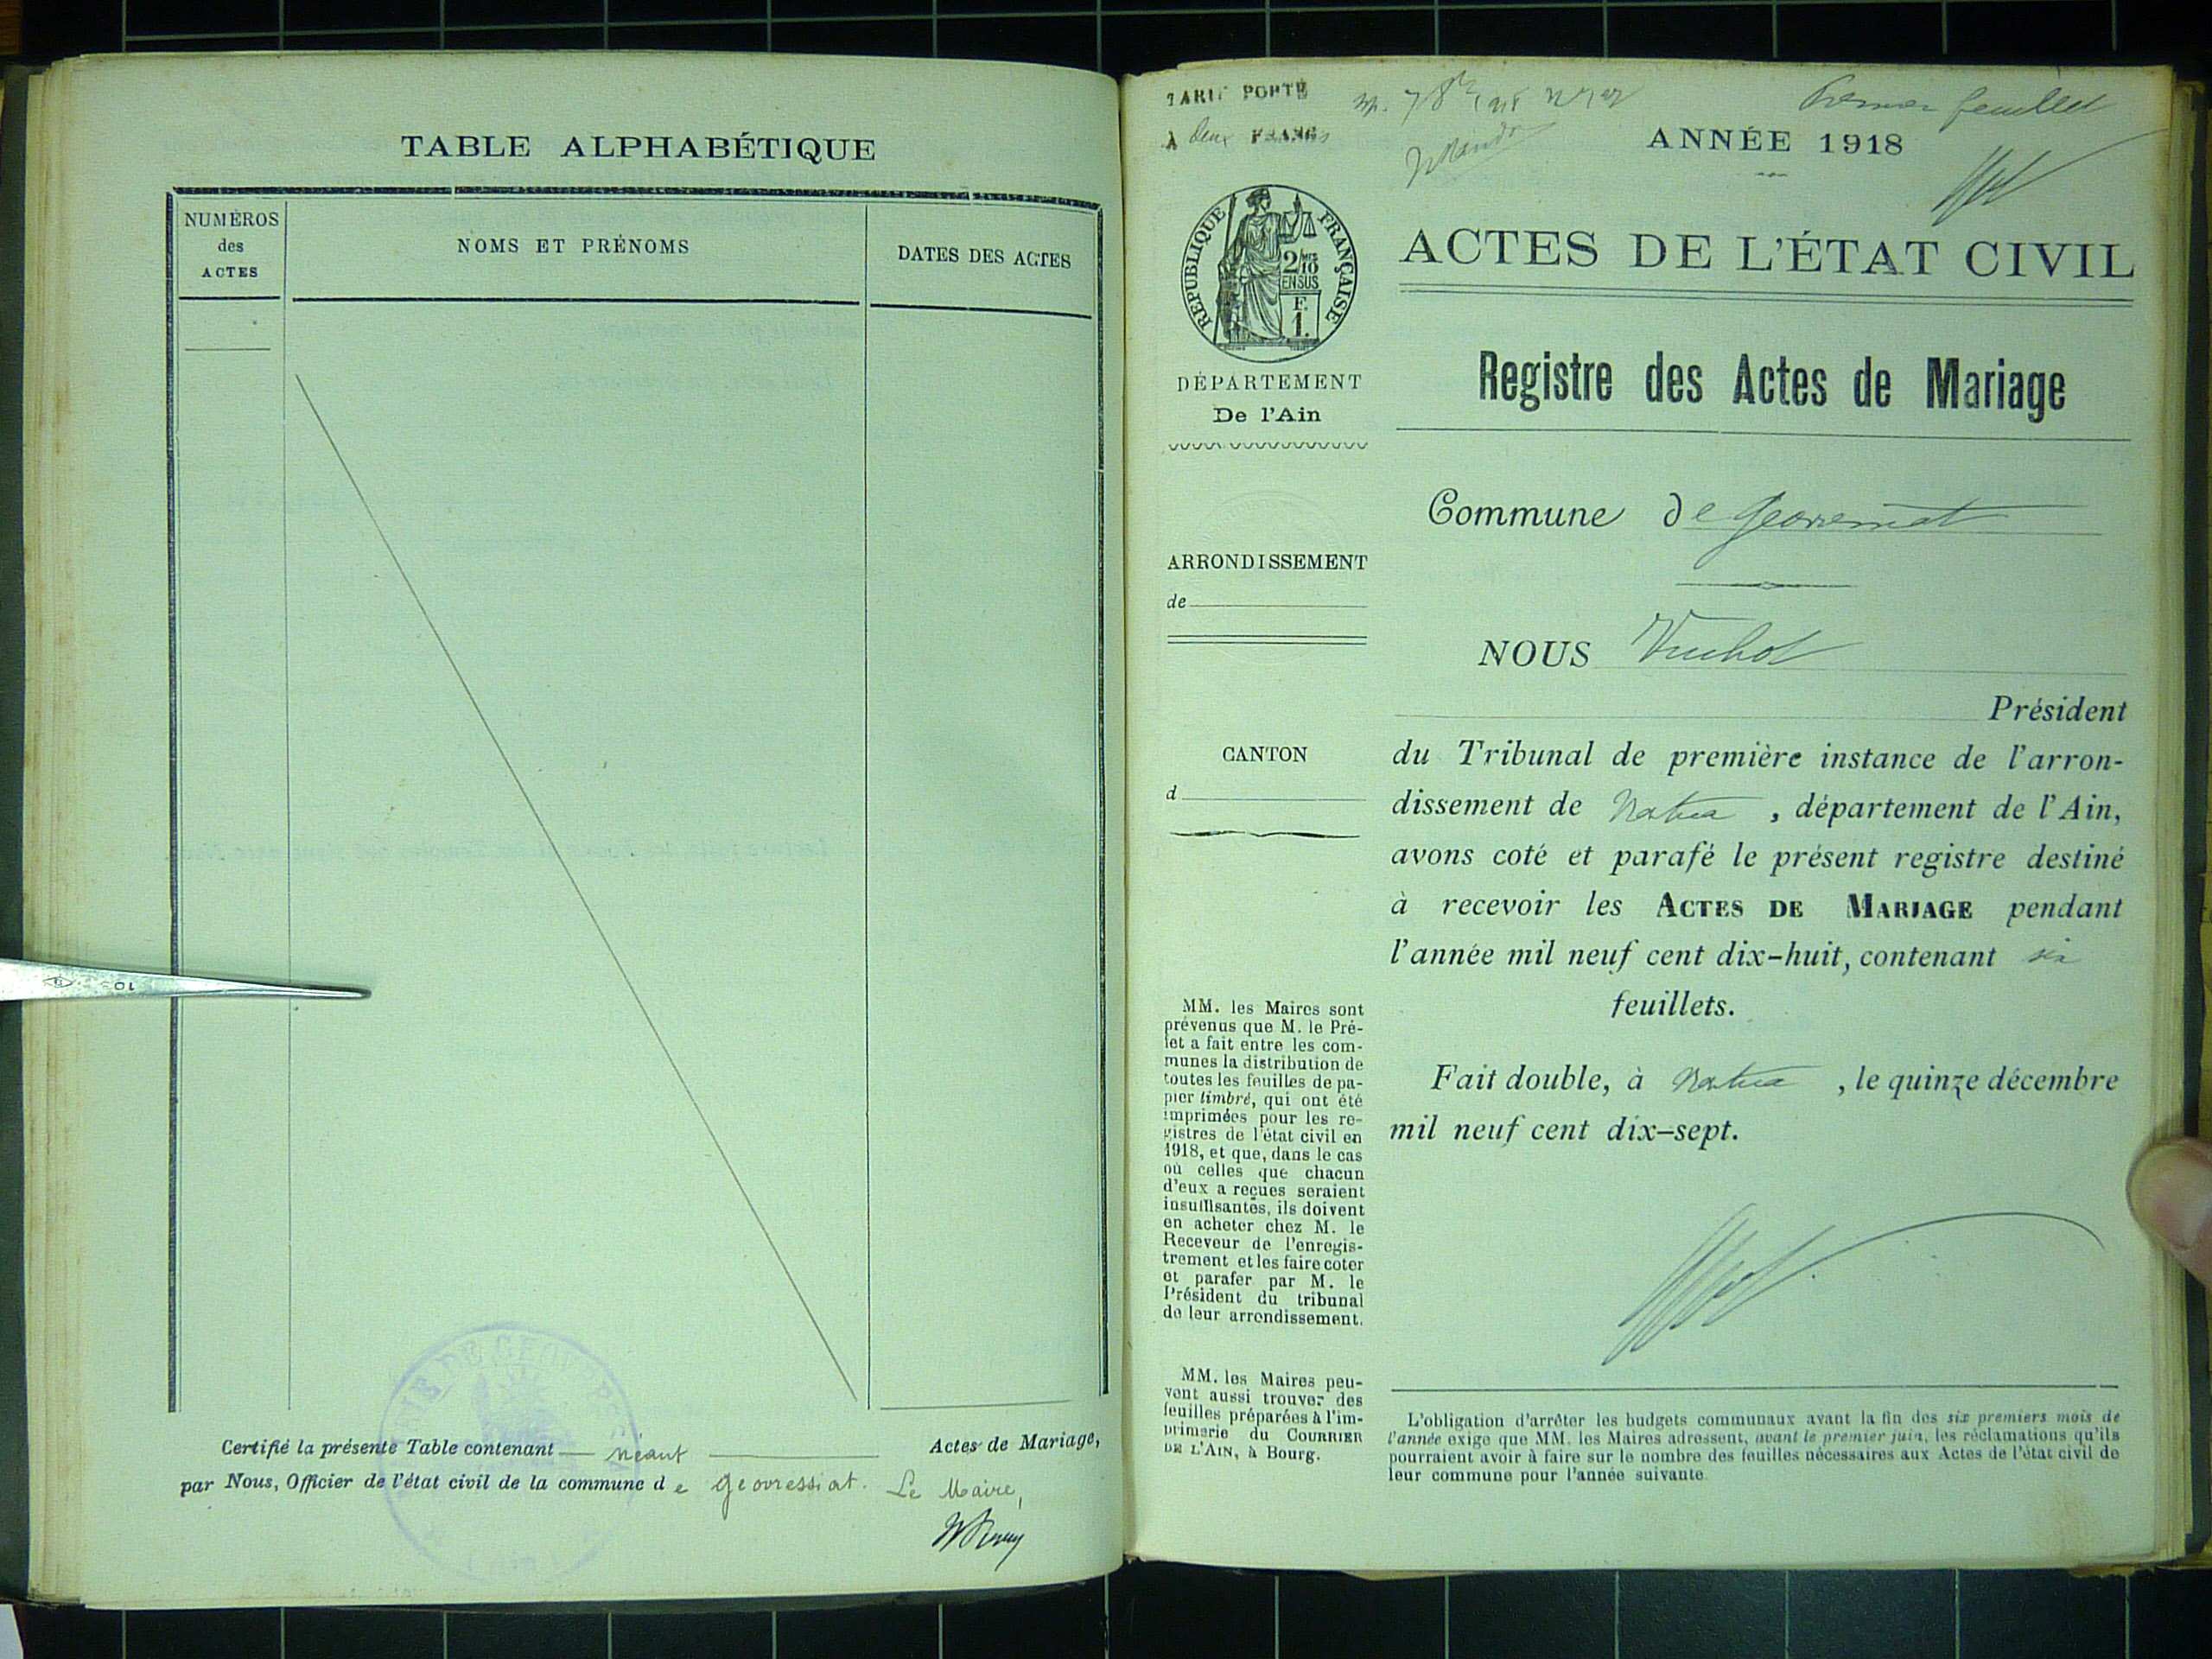 TABLE ALPHABÉTIQUE
NUMÉROS
des
ACTES
NOMS ET PRÉNOMS
DATES DES ACTES
Certifié la présente Table contenant néant Actes de Mariage,
par Nous, Officier de l'état civil de la commune de Geovressiat. Le Maire,
TARIF PORTÉ
A deux FRANCS
Premier feuillet
ANNÉE 1918
RÉPUBLIQUE FRANÇAISE
2/10
EN SUS
F.
1.
ACTES DE L'ÉTAT CIVIL
DÉPARTEMENT
De l'Ain
Registre des Actes de Mariage
Commune de Geovressiat
ARRONDISSEMENT
de
NOUS
Président
CANTON
d
du Tribunal de première instance de l'arron-
dissement de Nantua, département de l'Ain,
avons coté et parafé le présent registre destiné
à recevoir les ACTES DE MARIAGE pendant
l'année mil neuf cent dix-huit, contenant six
feuillets.
Fait double, à Nantua, le quinze décembre
mil neuf cent dix-sept.
MM. les Maires sont
prévenus que M. le Pré-
fet a fait entre les com-
munes la distribution de
toutes les feuilles de pa-
pier timbré, qui ont été
imprimées pour les re-
gistres de l'état civil en
1918, et que, dans le cas
où celles que chacun
d'eux a reçues seraient
insuffisantes, ils doivent
en acheter chez M. le
Receveur de l'enregis-
trement et les faire coter
et parafer par M. le
Président du tribunal
de leur arrondissement.
MM. les Maires peu-
vent aussi trouver des
feuilles préparées à l'im-
primerie du COURRIER
DE L'AIN, à Bourg.
L'obligation d'arrêter les budgets communaux avant la fin des six premiers mois de
l'année exige que MM. les Maires adressent, avant le premier juin, les réclamations qu'ils
pourraient avoir à faire sur le nombre des feuilles nécessaires aux Actes de l'état civil de
leur commune pour l'année suivante.